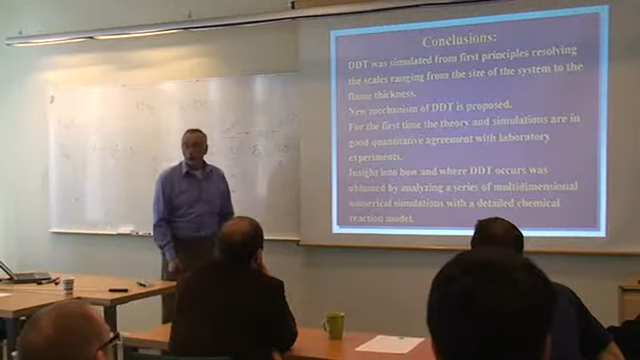 Conclusions:
DDT was simulated from first principles resolving
the scales ranging from the size of the system to the
flame thickness.
New mechanism of DDT is proposed.
For the first time the theory and simulations are in
good quantitative agreement with laboratory
experiments.
Insight into how and where DDT occurs was
obtained by analyzing a series of multidimensional
numerical simulations with a detailed chemical
reaction model.